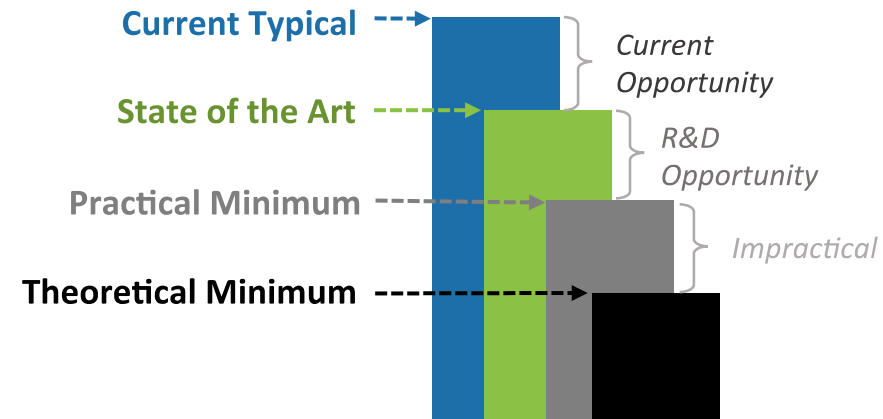 Current Typical
Current
Opportunity
State of the Art
R&D
Opportunity
Practical Minimum
Impractical
Theoretical Minimum